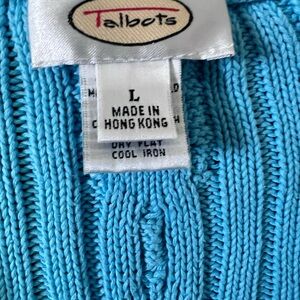 Talbots
L
MADE IN
HONG KONG
DRY FLAT
COOL IRON